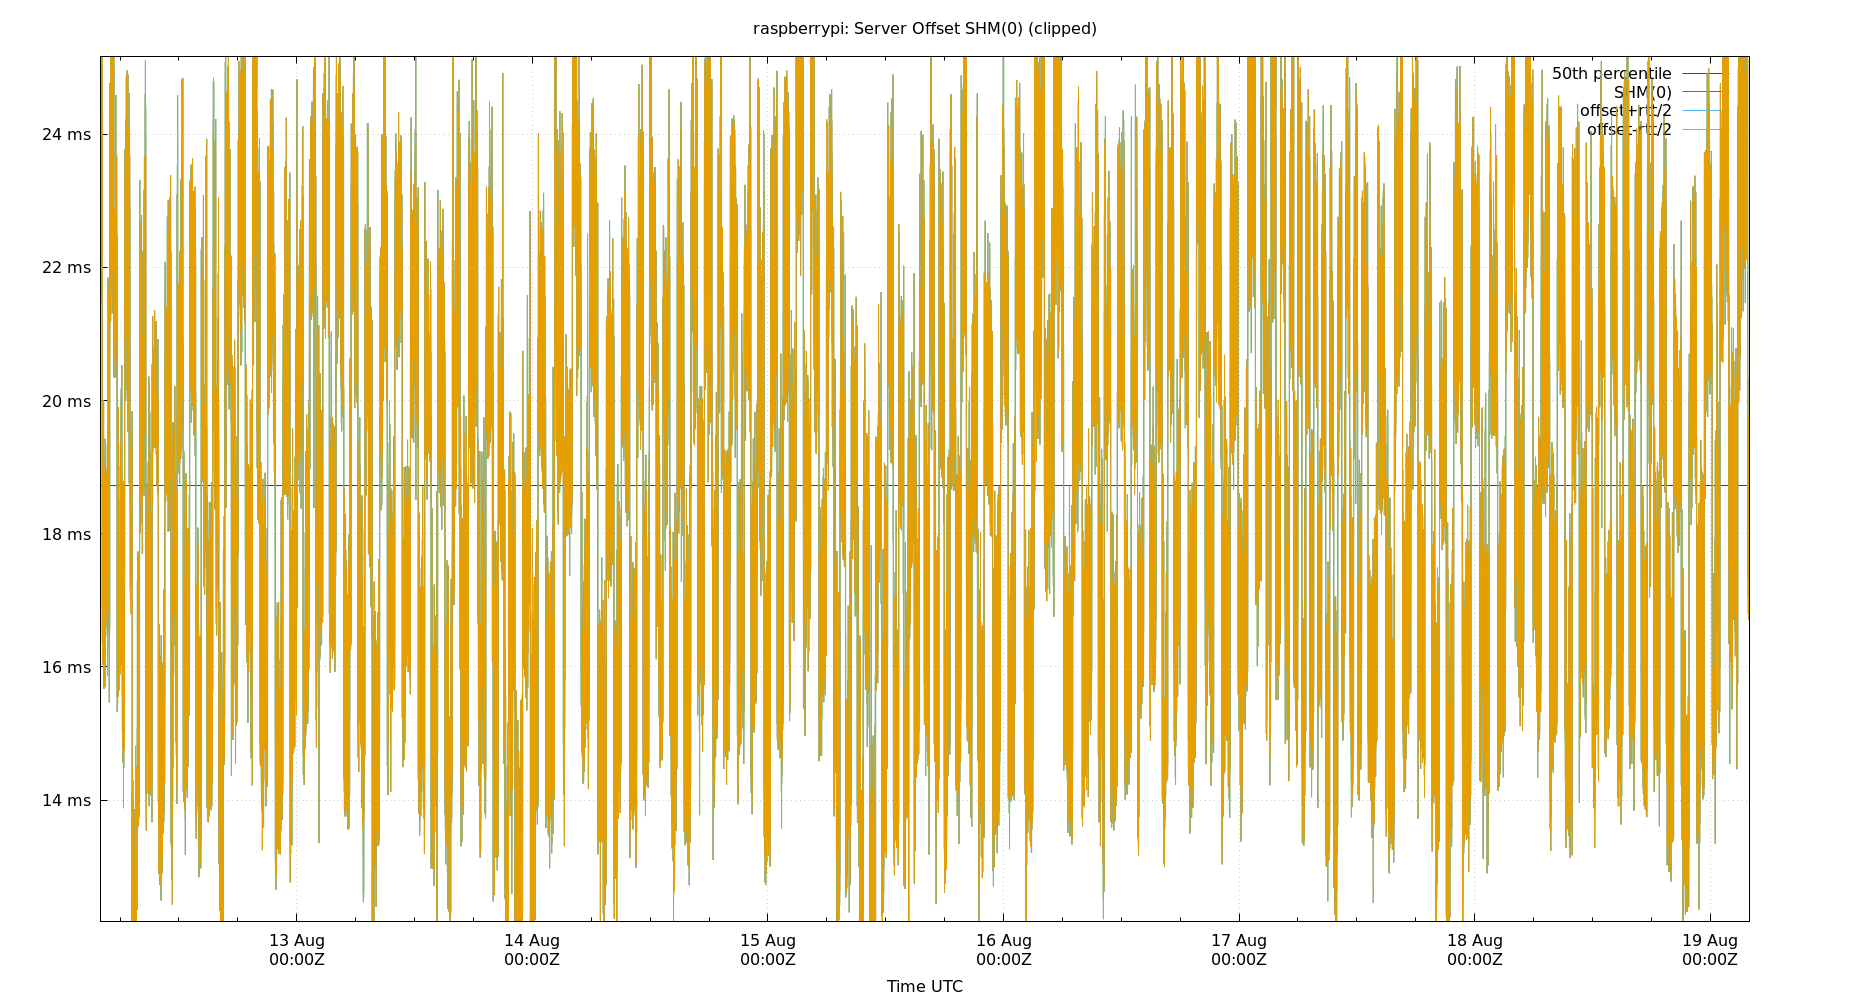 raspberrypi: Server Offset SHM(0) (clipped)
50th percentile
SHM(0)
offset+rtt/2
offset-rtt/2
24 ms
22 ms
20 ms
18 ms
16 ms
14 ms
13 Aug
00:00Z
14 Aug
00:00Z
15 Aug
00:00Z
16 Aug
00:00Z
17 Aug
00:00Z
18 Aug
00:00Z
19 Aug
00:00Z
Time UTC